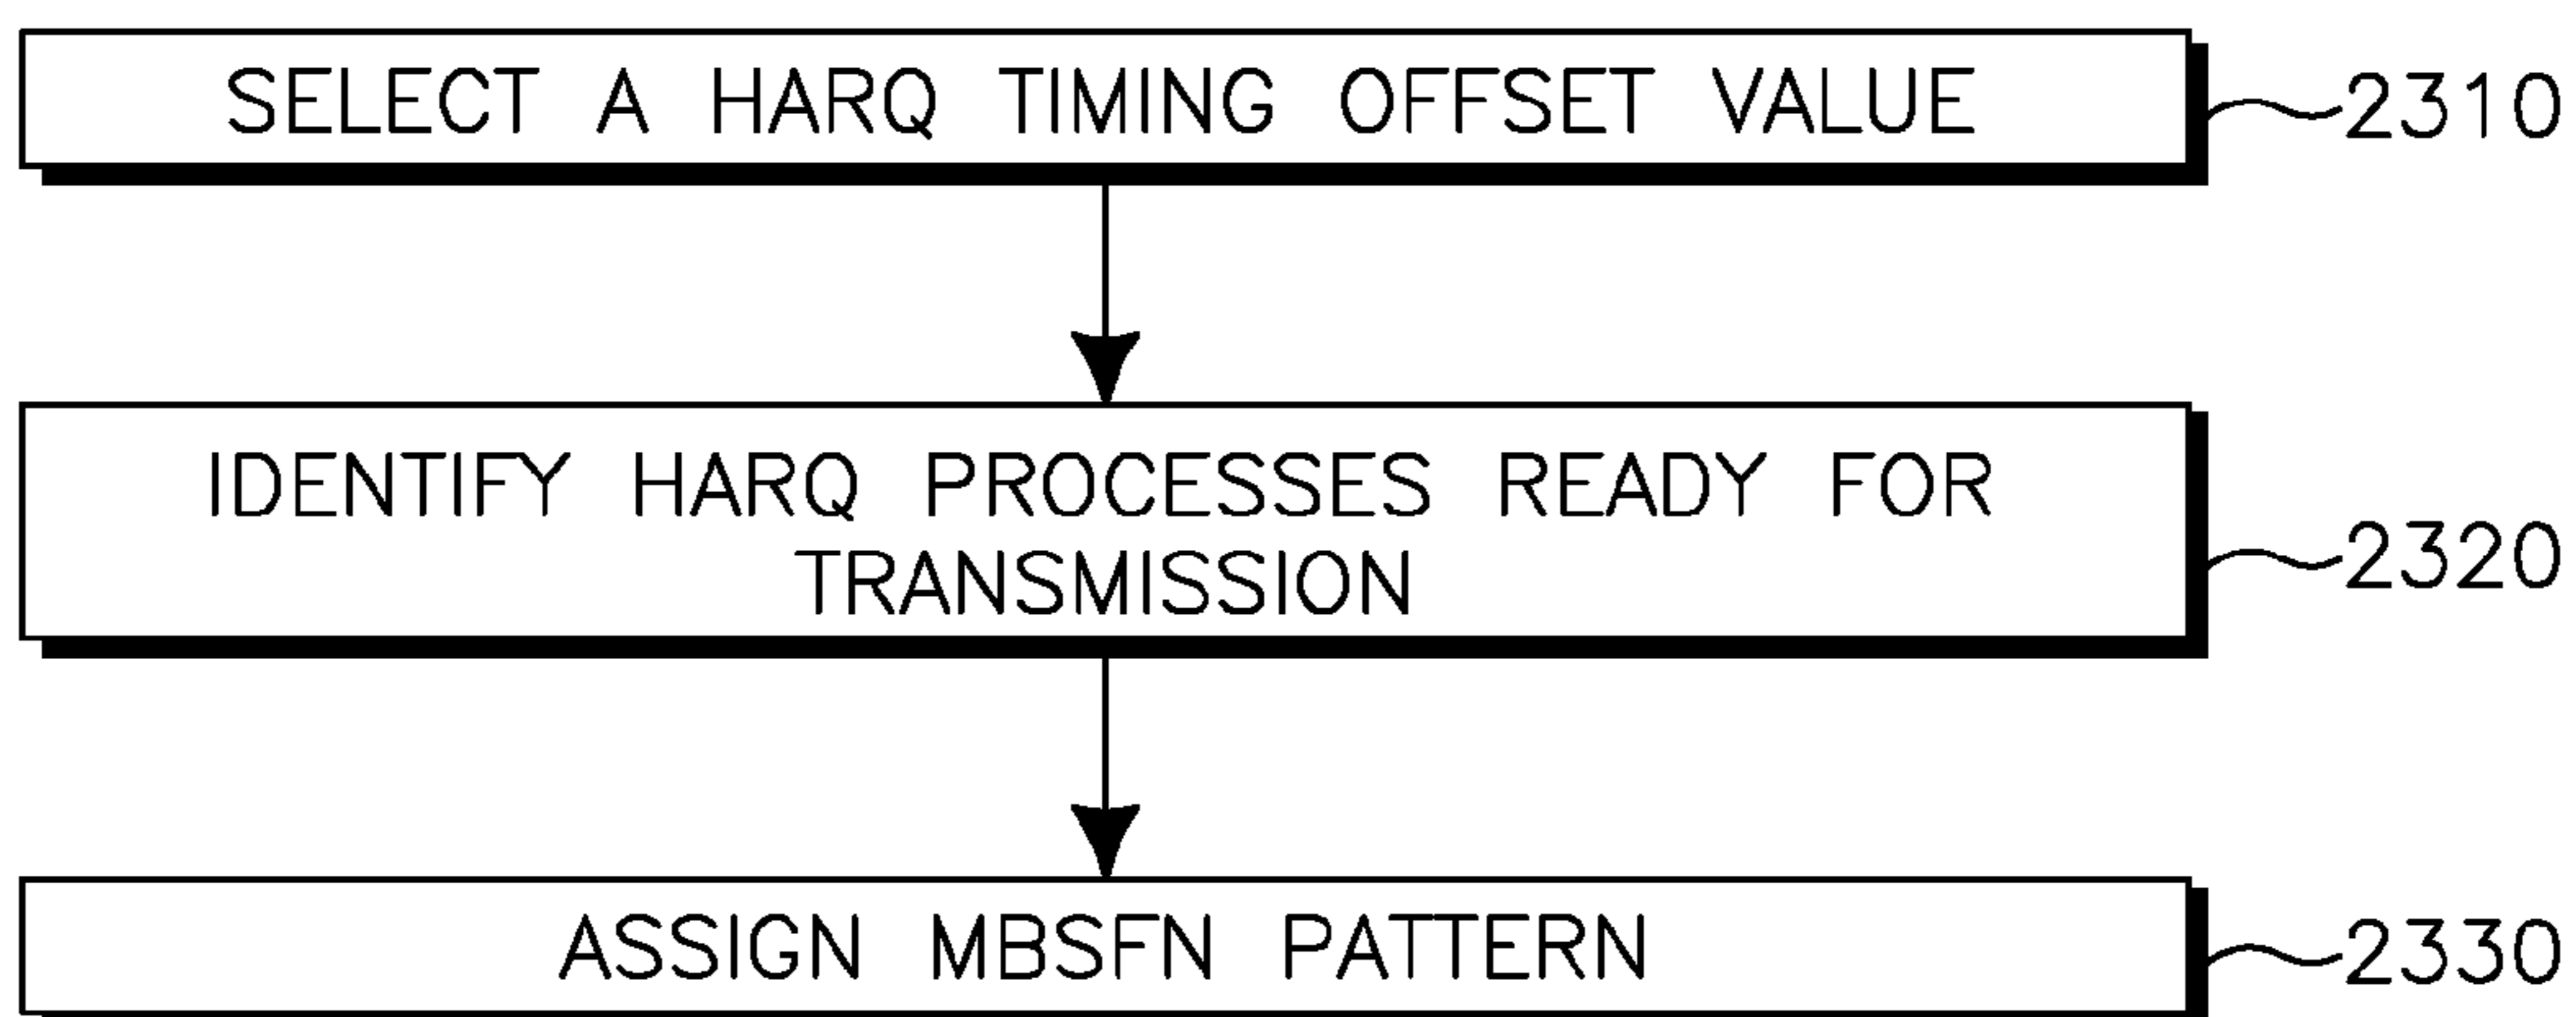 SELECT A HARQ TIMING OFFSET VALUE
2310
IDENTIFY HARQ PROCESSES READY FOR
TRANSMISSION
2320
ASSIGN MBSFN PATTERN
2330